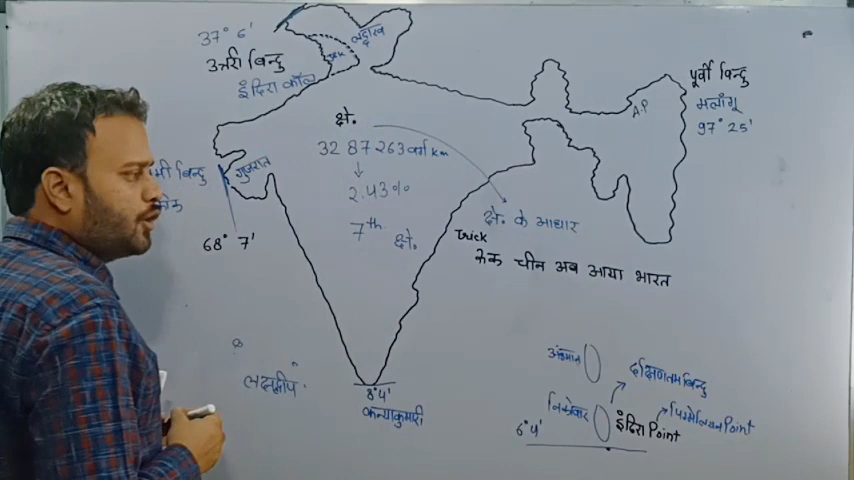 37° 6'
उत्तरी बिन्दु
इंदिरा कॉल
लद्दाख
पूर्वी बिन्दु
मलांगू
97° 25'
A.P
क्षे.
32 87 263 वर्ग km
2.43%
7th क्षे.
मी बिन्दु
गुजरात
68° 7'
क्षे. के आधार
Trick
रुक चीन अब आया भारत
लक्षद्वीप
8°4'
कन्याकुमारी
अंडमान
निकोबार
6°4'
इंदिरा Point
दक्षिणतम बिन्दु
पिग्मेलियन Point